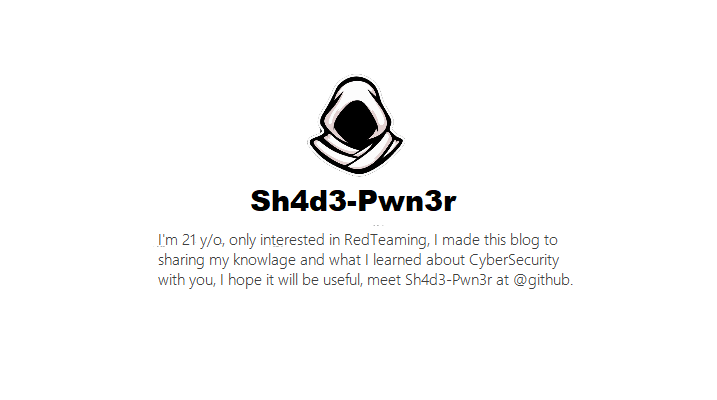 Sh4d3-Pwn3r
I'm 21 y/o, only interested in RedTeaming, I made this blog to
sharing my knowlage and what I learned about CyberSecurity
with you, I hope it will be useful, meet Sh4d3-Pwn3r at @github.